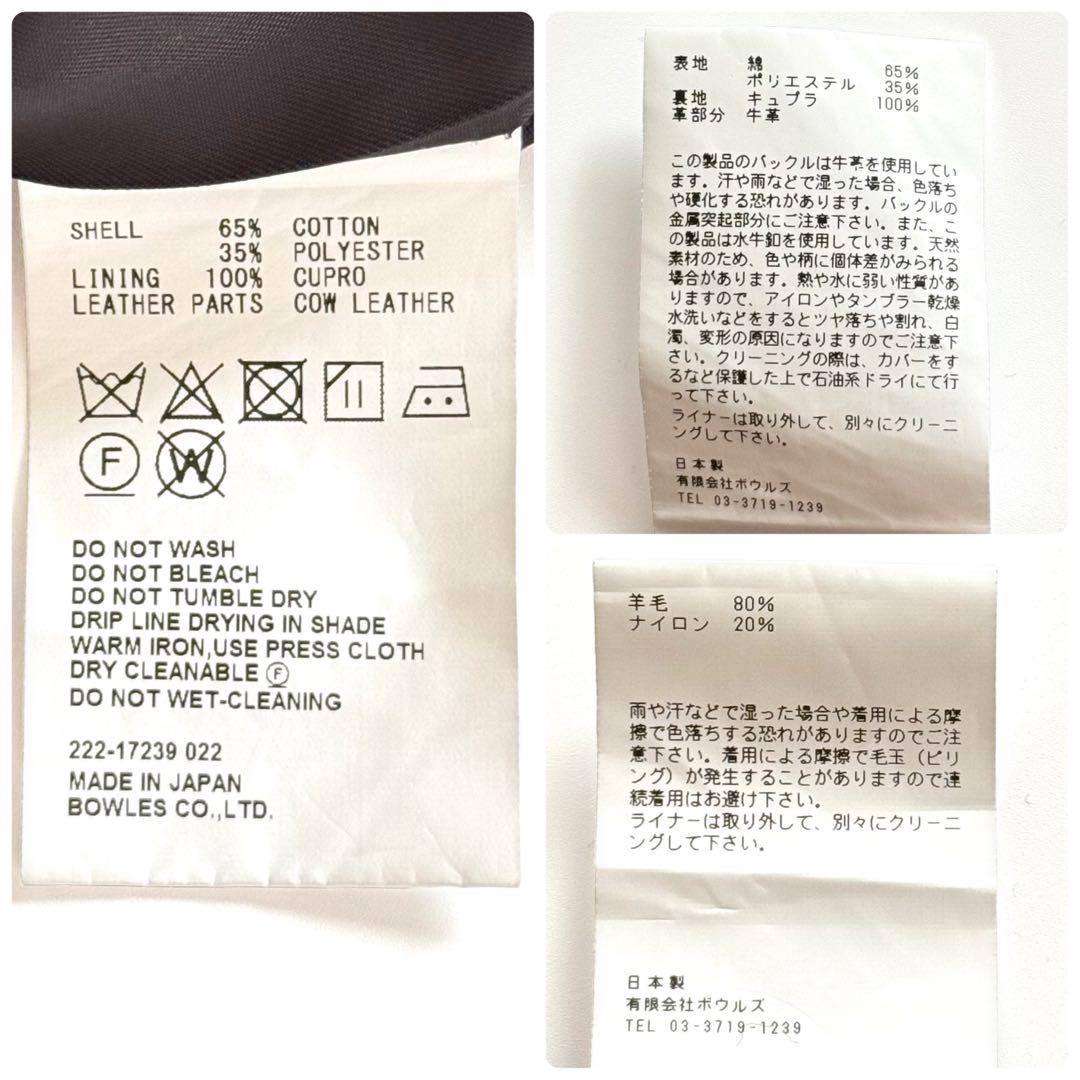 SHELL 65% COTTON
35% POLYESTER
LINING 100% CUPRO
LEATHER PARTS COW LEATHER
F W
DO NOT WASH
DO NOT BLEACH
DO NOT TUMBLE DRY
DRIP LINE DRYING IN SHADE
WARM IRON,USE PRESS CLOTH
DRY CLEANABLE Ⓕ
DO NOT WET-CLEANING
222-17239 022
MADE IN JAPAN
BOWLES CO.,LTD.
表地 綿 65%
ポリエステル 35%
裏地 キュプラ 100%
革部分 牛革
この製品のバックルは牛革を使用してい
ます。汗や雨などで湿った場合、色落ち
や硬化する恐れがあります。バックルの
金属突起部分にご注意下さい。また、こ
の製品は水牛釦を使用しています。天然
素材のため、色や柄に個体差がみられる
場合があります。熱や水に弱い性質があ
りますので、アイロンやタンブラー乾燥
水洗いなどをするとツヤ落ちや割れ、白
濁、変形の原因になりますのでご注意下
さい。クリーニングの際は、カバーをす
るなど保護した上で石油系ドライにて行
って下さい。
ライナーは取り外して、別々にクリーニ
ングして下さい。
日本製
有限会社ボウルズ
TEL 03-3719-1239
羊毛 80%
ナイロン 20%
雨や汗などで湿った場合や着用による摩
擦で色落ちする恐れがありますのでご注
意下さい。着用による摩擦で毛玉（ピリ
ング）が発生することがありますので連
続着用はお避け下さい。
ライナーは取り外して、別々にクリーニ
ングして下さい。
日本製
有限会社ボウルズ
TEL 03-3719-1239